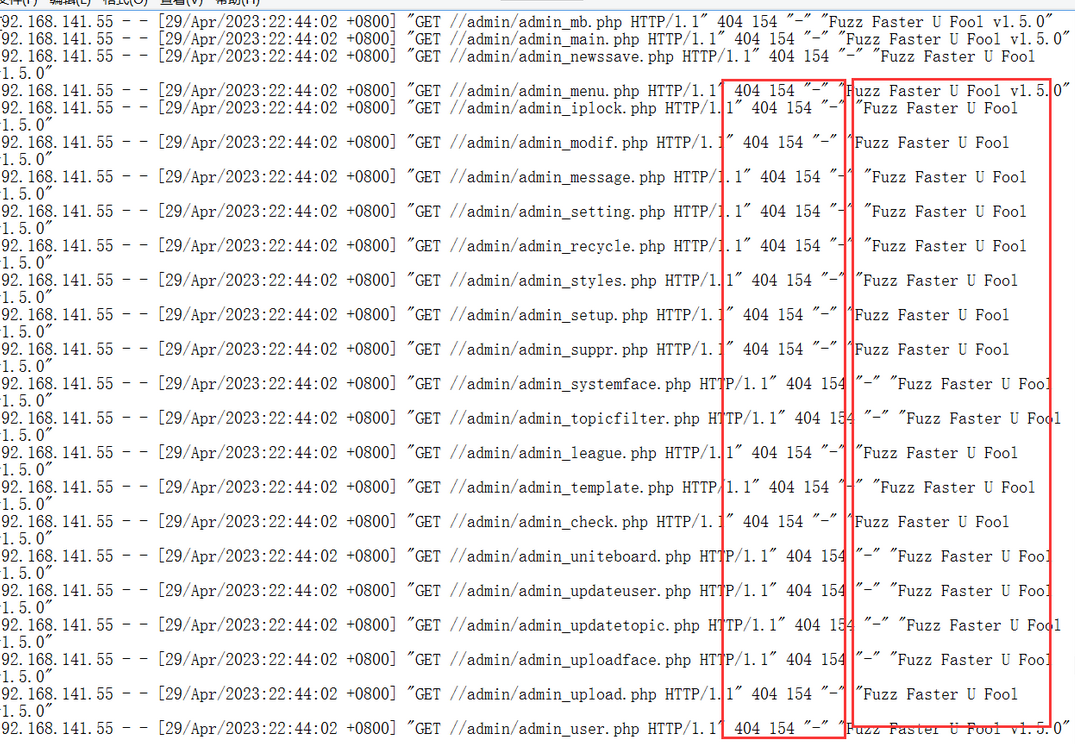 文件(F) 编辑(E) 格式(O) 查看(V) 帮助(H)
92.168.141.55 - - [29/Apr/2023:22:44:02 +0800] "GET //admin/admin_mb.php HTTP/1.1" 404 154 "-" "Fuzz Faster U Fool v1.5.0"
92.168.141.55 - - [29/Apr/2023:22:44:02 +0800] "GET //admin/admin_main.php HTTP/1.1" 404 154 "-" "Fuzz Faster U Fool v1.5.0"
92.168.141.55 - - [29/Apr/2023:22:44:02 +0800] "GET //admin/admin_newssave.php HTTP/1.1" 404 154 "-" "Fuzz Faster U Fool
v1.5.0"
92.168.141.55 - - [29/Apr/2023:22:44:02 +0800] "GET //admin/admin_menu.php HTTP/1.1" 404 154 "-" "Fuzz Faster U Fool v1.5.0"
92.168.141.55 - - [29/Apr/2023:22:44:02 +0800] "GET //admin/admin_iplock.php HTTP/1.1" 404 154 "-" "Fuzz Faster U Fool
v1.5.0"
92.168.141.55 - - [29/Apr/2023:22:44:02 +0800] "GET //admin/admin_modif.php HTTP/1.1" 404 154 "-" "Fuzz Faster U Fool
v1.5.0"
92.168.141.55 - - [29/Apr/2023:22:44:02 +0800] "GET //admin/admin_message.php HTTP/1.1" 404 154 "-" "Fuzz Faster U Fool
v1.5.0"
92.168.141.55 - - [29/Apr/2023:22:44:02 +0800] "GET //admin/admin_setting.php HTTP/1.1" 404 154 "-" "Fuzz Faster U Fool
v1.5.0"
92.168.141.55 - - [29/Apr/2023:22:44:02 +0800] "GET //admin/admin_recycle.php HTTP/1.1" 404 154 "-" "Fuzz Faster U Fool
v1.5.0"
92.168.141.55 - - [29/Apr/2023:22:44:02 +0800] "GET //admin/admin_styles.php HTTP/1.1" 404 154 "-" "Fuzz Faster U Fool
v1.5.0"
92.168.141.55 - - [29/Apr/2023:22:44:02 +0800] "GET //admin/admin_setup.php HTTP/1.1" 404 154 "-" "Fuzz Faster U Fool
v1.5.0"
92.168.141.55 - - [29/Apr/2023:22:44:02 +0800] "GET //admin/admin_suppr.php HTTP/1.1" 404 154 "-" "Fuzz Faster U Fool
v1.5.0"
92.168.141.55 - - [29/Apr/2023:22:44:02 +0800] "GET //admin/admin_systemface.php HTTP/1.1" 404 154 "-" "Fuzz Faster U Fool
v1.5.0"
92.168.141.55 - - [29/Apr/2023:22:44:02 +0800] "GET //admin/admin_topicfilter.php HTTP/1.1" 404 154 "-" "Fuzz Faster U Fool
v1.5.0"
92.168.141.55 - - [29/Apr/2023:22:44:02 +0800] "GET //admin/admin_league.php HTTP/1.1" 404 154 "-" "Fuzz Faster U Fool
v1.5.0"
92.168.141.55 - - [29/Apr/2023:22:44:02 +0800] "GET //admin/admin_template.php HTTP/1.1" 404 154 "-" "Fuzz Faster U Fool
v1.5.0"
92.168.141.55 - - [29/Apr/2023:22:44:02 +0800] "GET //admin/admin_check.php HTTP/1.1" 404 154 "-" "Fuzz Faster U Fool
v1.5.0"
92.168.141.55 - - [29/Apr/2023:22:44:02 +0800] "GET //admin/admin_uniteboard.php HTTP/1.1" 404 154 "-" "Fuzz Faster U Fool
v1.5.0"
92.168.141.55 - - [29/Apr/2023:22:44:02 +0800] "GET //admin/admin_updateuser.php HTTP/1.1" 404 154 "-" "Fuzz Faster U Fool
v1.5.0"
92.168.141.55 - - [29/Apr/2023:22:44:02 +0800] "GET //admin/admin_updatetopic.php HTTP/1.1" 404 154 "-" "Fuzz Faster U Fool
v1.5.0"
92.168.141.55 - - [29/Apr/2023:22:44:02 +0800] "GET //admin/admin_uploadface.php HTTP/1.1" 404 154 "-" "Fuzz Faster U Fool
v1.5.0"
92.168.141.55 - - [29/Apr/2023:22:44:02 +0800] "GET //admin/admin_upload.php HTTP/1.1" 404 154 "-" "Fuzz Faster U Fool
v1.5.0"
92.168.141.55 - - [29/Apr/2023:22:44:02 +0800] "GET //admin/admin_user.php HTTP/1.1" 404 154 "-" "Fuzz Faster U Fool v1.5.0"